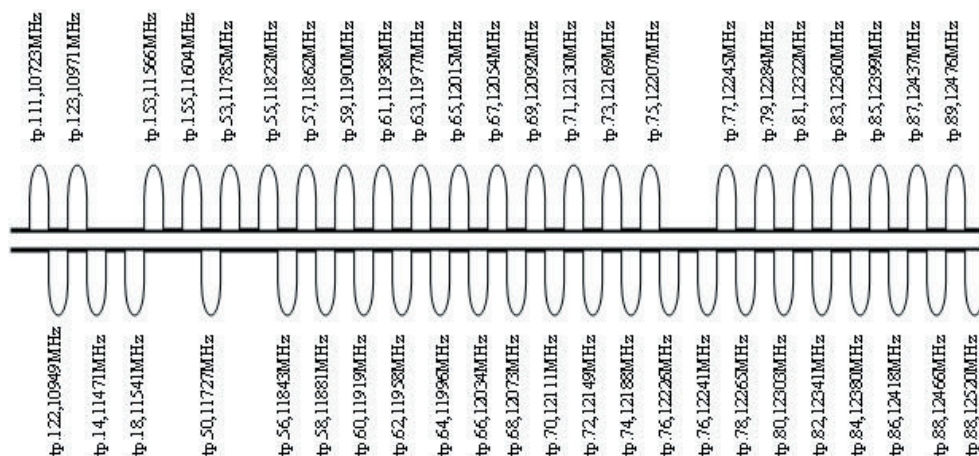 tp.111,10723MHz
tp.123,10971MHz
tp.153,11566MHz
tp.155,11604MHz
tp.53,11785MHz
tp.55,11823MHz
tp.57,11862MHz
tp.59,11900MHz
tp.61,11938MHz
tp.63,11977MHz
tp.65,12015MHz
tp.67,12054MHz
tp.69,12092MHz
tp.71,12130MHz
tp.73,12169MHz
tp.75,12207MHz
tp.77,12245MHz
tp.79,12284MHz
tp.81,12322MHz
tp.83,12360MHz
tp.85,12399MHz
tp.87,12437MHz
tp.89,12476MHz
tp.122,10949MHz
tp.14,11471MHz
tp.18,11541MHz
tp.50,11727MHz
tp.56,11843MHz
tp.58,11881MHz
tp.60,11919MHz
tp.62,11958MHz
tp.64,11996MHz
tp.66,12034MHz
tp.68,12073MHz
tp.70,12111MHz
tp.72,12149MHz
tp.74,12188MHz
tp.76,12226MHz
tp.76,12241MHz
tp.78,12265MHz
tp.80,12303MHz
tp.82,12341MHz
tp.84,12380MHz
tp.86,12418MHz
tp.88,12466MHz
tp.88,12520MHz